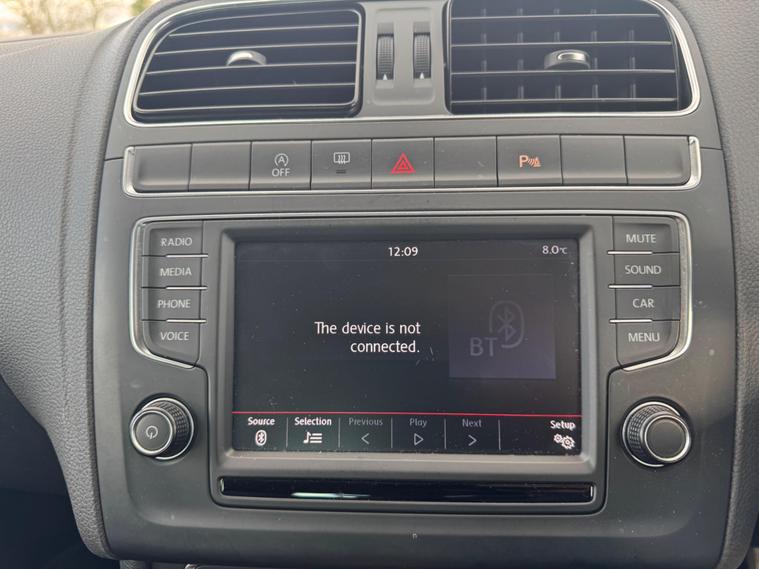 OFF
P
RADIO
MEDIA
PHONE
VOICE
12:09
8.0°C
The device is not
connected.
BT
MUTE
SOUND
CAR
MENU
Source Selection Previous Play Next Setup